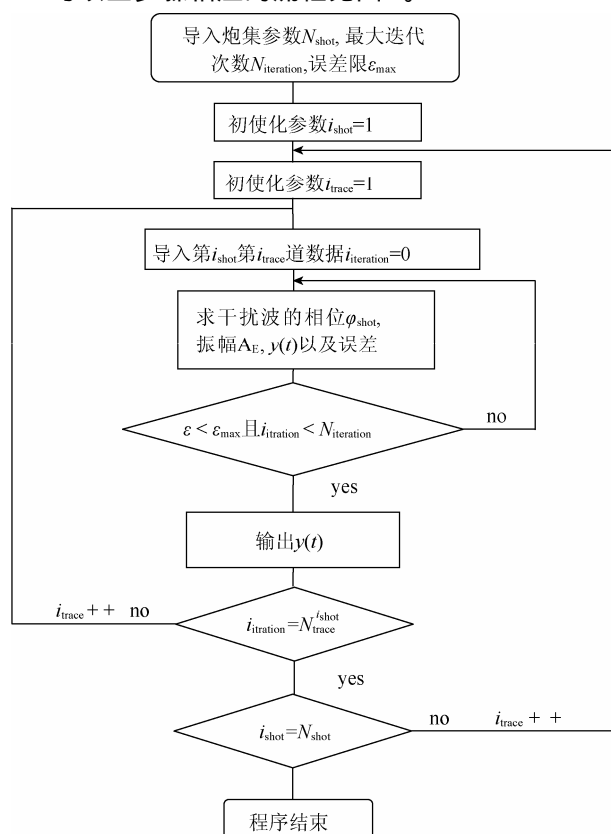 导入炮集参数Nshot, 最大迭代
次数Niteration,误差限εmax
初使化参数ishot=1
初使化参数itrace=1
导入第ishot第itrace道数据iiteration=0
求干扰波的相位φshot,
振幅AE, y(t)以及误差
ε < εmax且iitration < Niteration
no
yes
输出y(t)
itrace++ no
iitration=Ntrace^ishot
yes
ishot=Nshot
no itrace++
程序结束